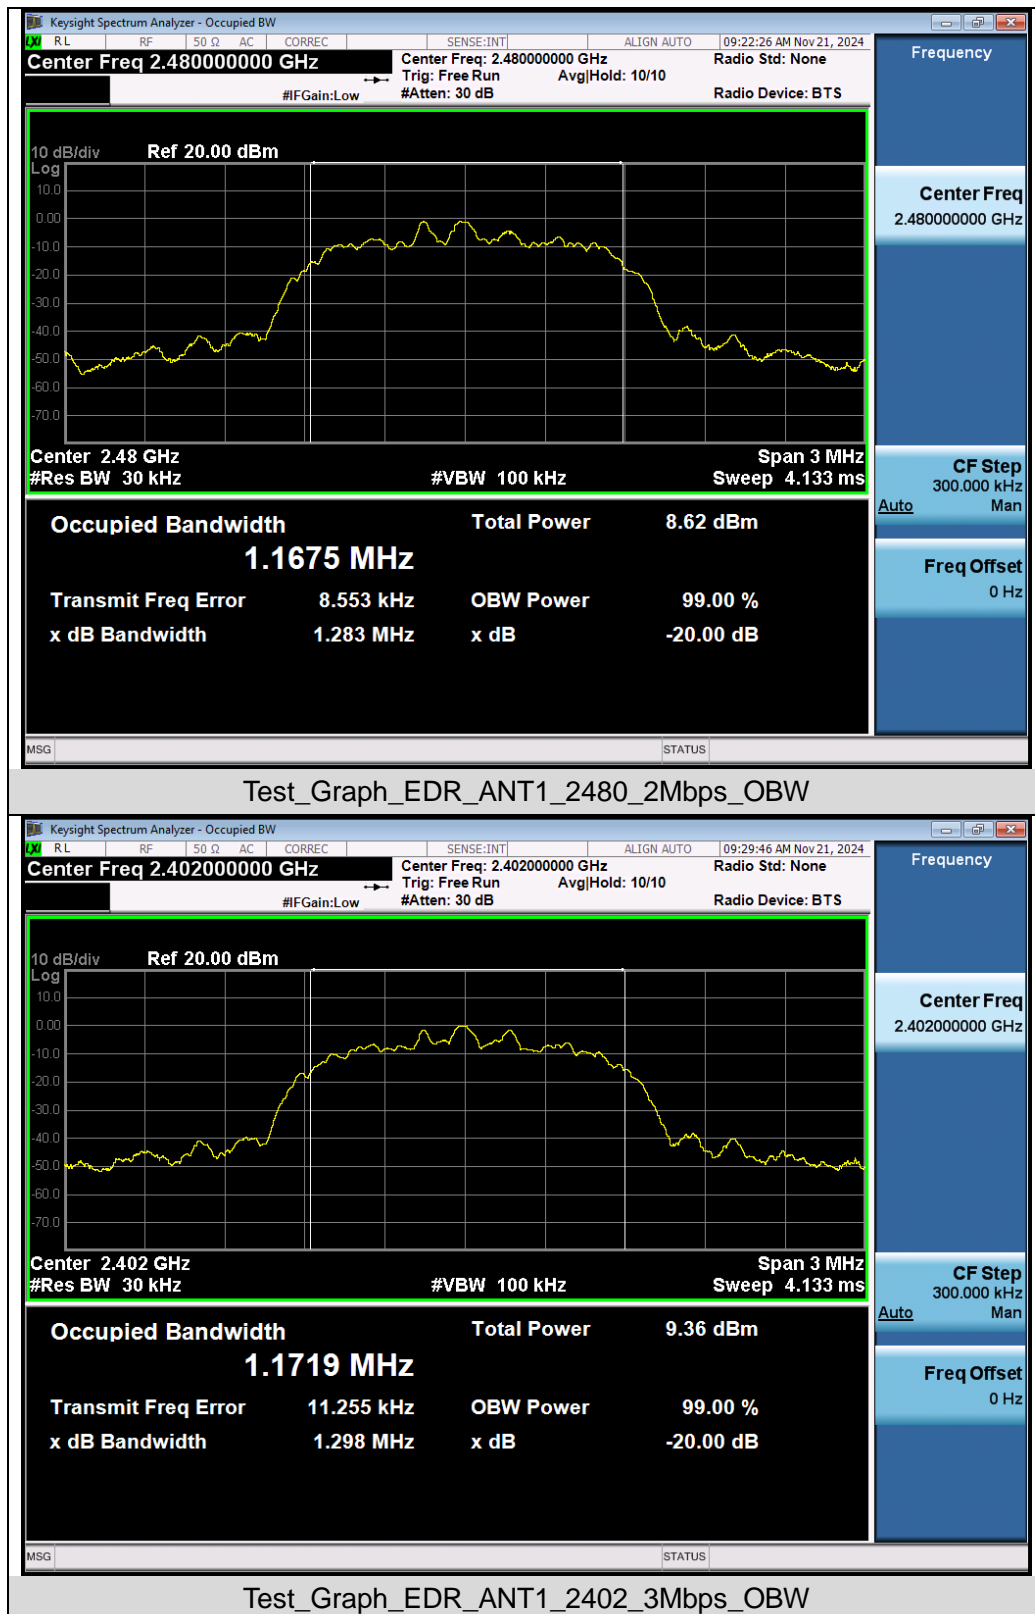 Keysight Spectrum Analyzer - Occupied BW
LXI RL RF 50 Ω AC CORREC SENSE:INT ALIGN AUTO 09:22:26 AM Nov 21, 2024
Center Freq 2.480000000 GHz
Center Freq: 2.480000000 GHz
Radio Std: None
Trig: Free Run Avg|Hold: 10/10
#IFGain:Low
#Atten: 30 dB
Radio Device: BTS
Frequency
10 dB/div Ref 20.00 dBm
Log
10.0
0.00
-10.0
-20.0
-30.0
-40.0
-50.0
-60.0
-70.0
Center Freq
2.480000000 GHz
Center 2.48 GHz Span 3 MHz
#Res BW 30 kHz #VBW 100 kHz Sweep 4.133 ms
CF Step
300.000 kHz
Auto Man
Occupied Bandwidth Total Power 8.62 dBm
1.1675 MHz
Transmit Freq Error 8.553 kHz OBW Power 99.00 %
x dB Bandwidth 1.283 MHz x dB -20.00 dB
Freq Offset
0 Hz
MSG STATUS
Test_Graph_EDR_ANT1_2480_2Mbps_OBW
Keysight Spectrum Analyzer - Occupied BW
LXI RL RF 50 Ω AC CORREC SENSE:INT ALIGN AUTO 09:29:46 AM Nov 21, 2024
Center Freq 2.402000000 GHz
Center Freq: 2.402000000 GHz
Radio Std: None
Trig: Free Run Avg|Hold: 10/10
#IFGain:Low
#Atten: 30 dB
Radio Device: BTS
Frequency
10 dB/div Ref 20.00 dBm
Log
10.0
0.00
-10.0
-20.0
-30.0
-40.0
-50.0
-60.0
-70.0
Center Freq
2.402000000 GHz
Center 2.402 GHz Span 3 MHz
#Res BW 30 kHz #VBW 100 kHz Sweep 4.133 ms
CF Step
300.000 kHz
Auto Man
Occupied Bandwidth Total Power 9.36 dBm
1.1719 MHz
Transmit Freq Error 11.255 kHz OBW Power 99.00 %
x dB Bandwidth 1.298 MHz x dB -20.00 dB
Freq Offset
0 Hz
MSG STATUS
Test_Graph_EDR_ANT1_2402_3Mbps_OBW